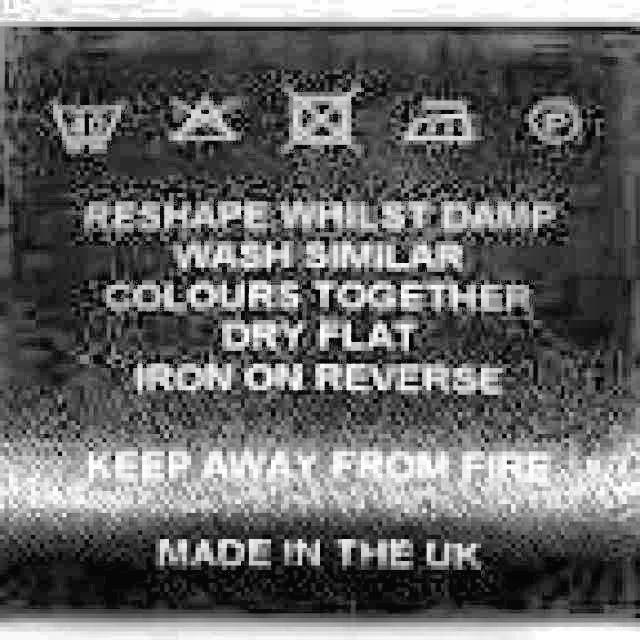 RESHAPE WHILST DAMP
WASH SIMILAR
COLOURS TOGETHER
DRY FLAT
IRON ON REVERSE
KEEP AWAY FROM FIRE
MADE IN THE UK